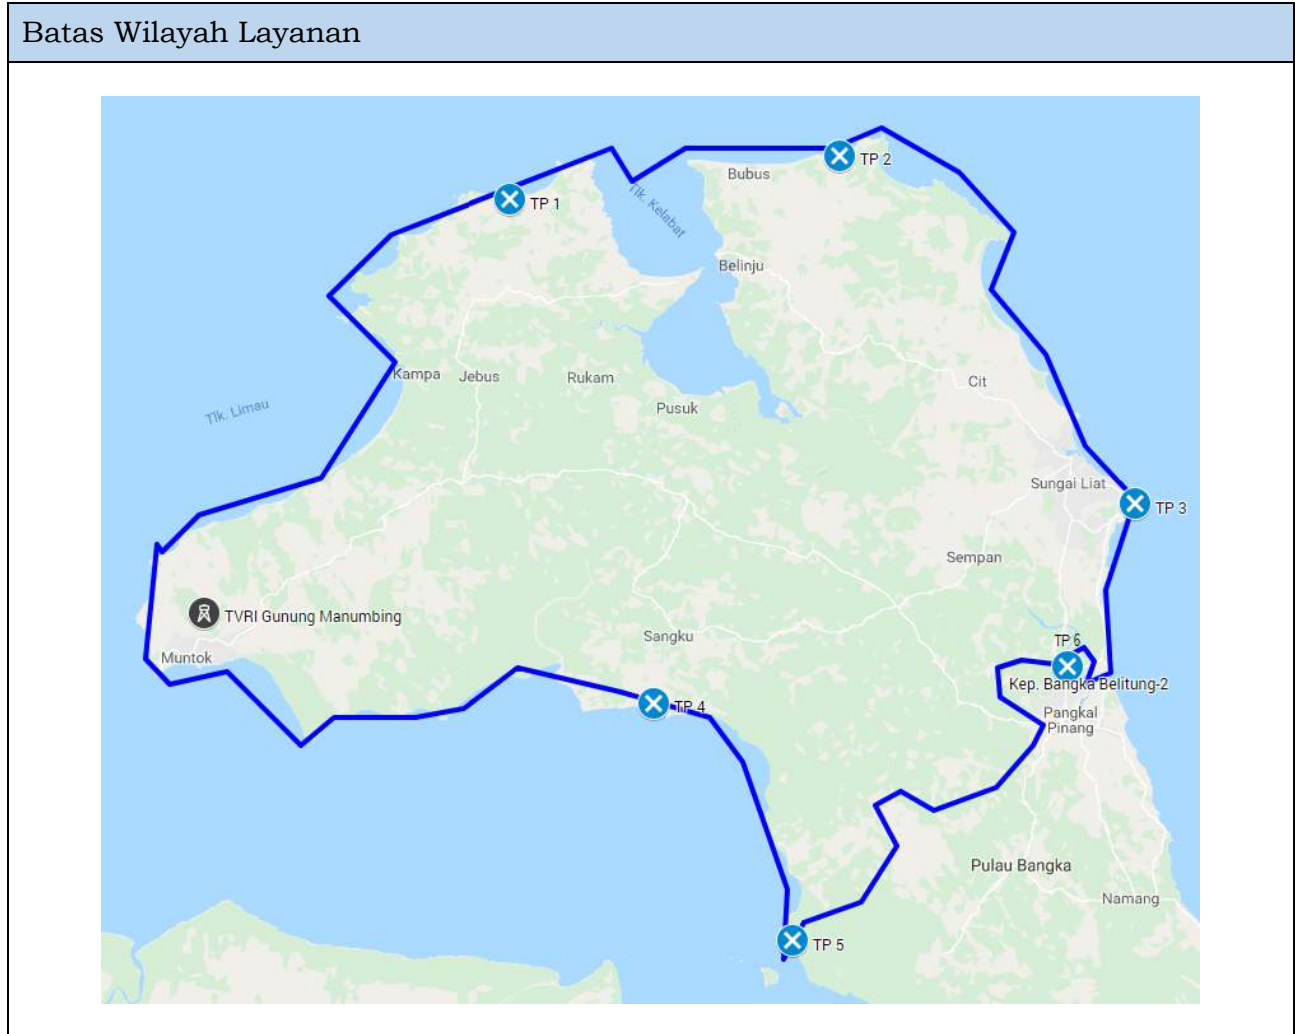 Batas Wilayah Layanan
TP 2
Bubus
Tlk. Kelabat
TP 1
Belinju
Kampa
Jebus
Rukam
Cit
Tlk. Limau
Pusuk
Sungai Liat
TP 3
Sempan
TVRI Gunung Manumbing
Sangku
TP 6
Muntok
Kep. Bangka Belitung-2
TP 4
Pangkal
Pinang
Pulau Bangka
Namang
TP 5